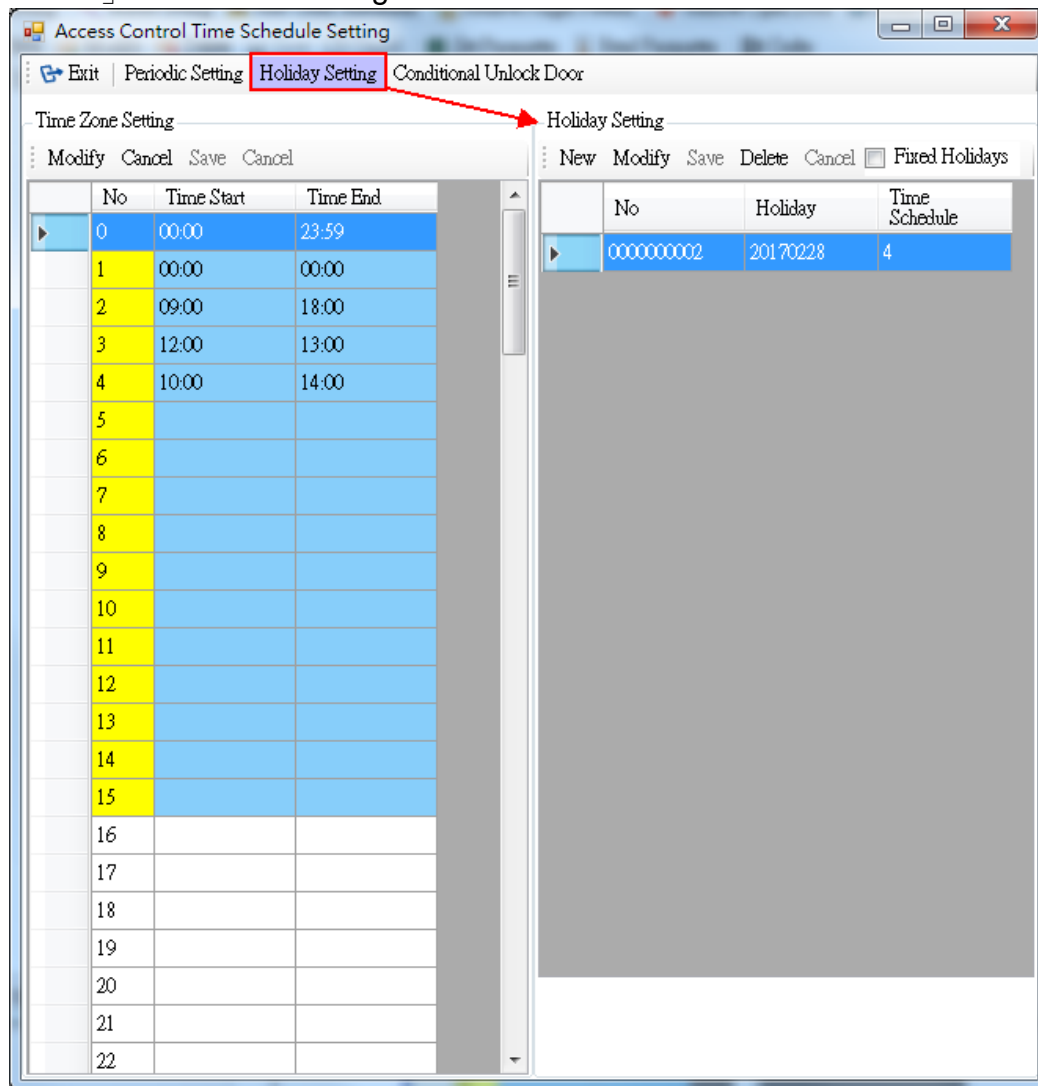 Access Control Time Schedule Setting
Exit Periodic Setting Holiday Setting Conditional Unlock Door
Time Zone Setting
Modify Cancel Save Cancel
No Time Start Time End
0 00:00 23:59
1 00:00 00:00
2 09:00 18:00
3 12:00 13:00
4 10:00 14:00
5
6
7
8
9
10
11
12
13
14
15
16
17
18
19
20
21
22
Holiday Setting
New Modify Save Delete Cancel Fixed Holidays
No Holiday Time Schedule
0000000002 20170228 4